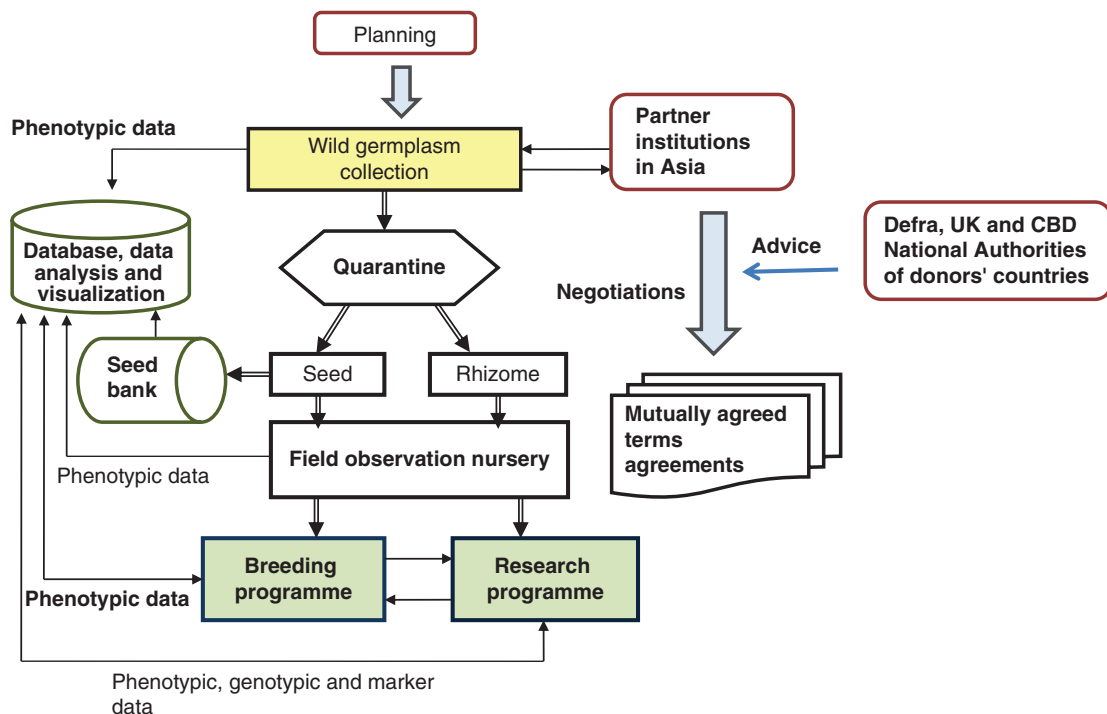 Planning
Phenotypic data
Wild germplasm
collection
Partner
institutions
in Asia
Defra, UK and CBD
National Authorities
of donors' countries
Advice
Negotiations
Database, data
analysis and
visualization
Quarantine
Seed
bank
Seed
Rhizome
Mutually agreed
terms
agreements
Field observation nursery
Phenotypic data
Breeding
programme
Research
programme
Phenotypic data
Phenotypic, genotypic and marker
data